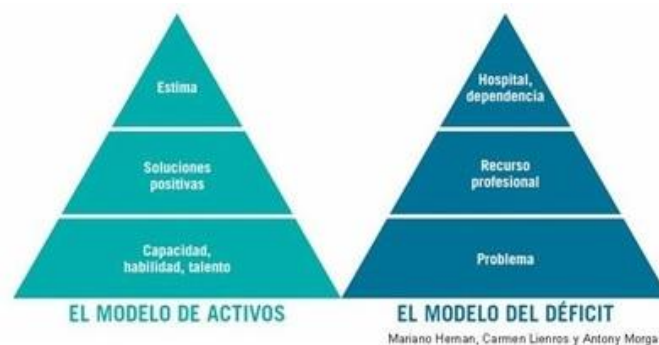 Estima
Soluciones
positivas
Capacidad,
habilidad, talento
EL MODELO DE ACTIVOS
Hospital,
dependencia
Recurso
profesional
Problema
EL MODELO DEL DÉFICIT
Mariano Hernan, Carmen Lienros y Antony Morga